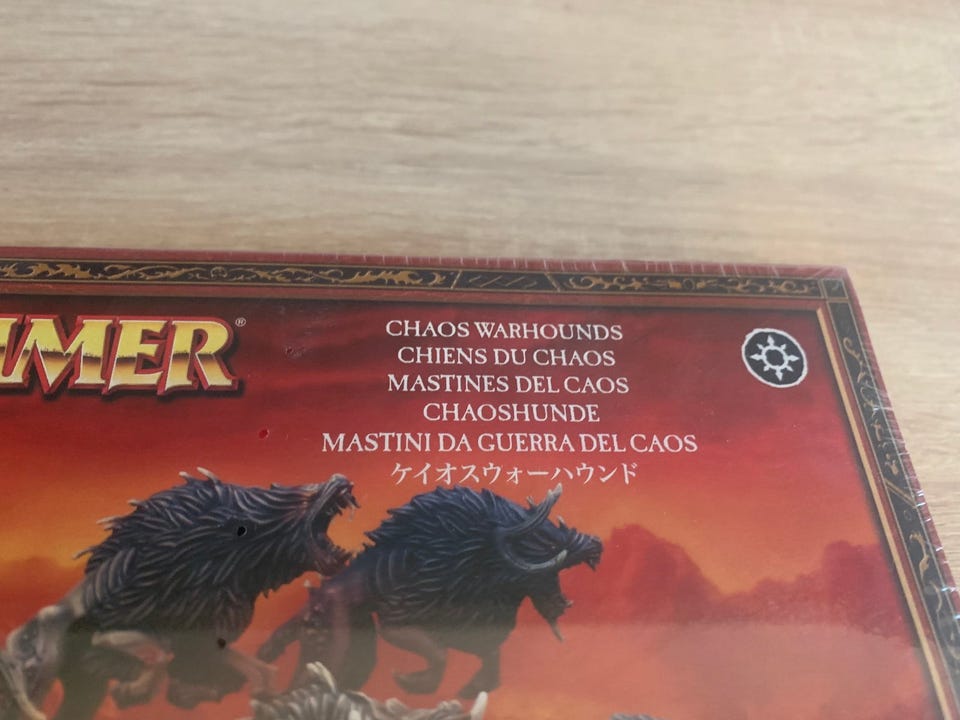 MMER®
CHAOS WARHOUNDS
CHIENS DU CHAOS
MASTINES DEL CAOS
CHAOSHUNDE
MASTINI DA GUERRA DEL CAOS
ケイオスウォーハウンド